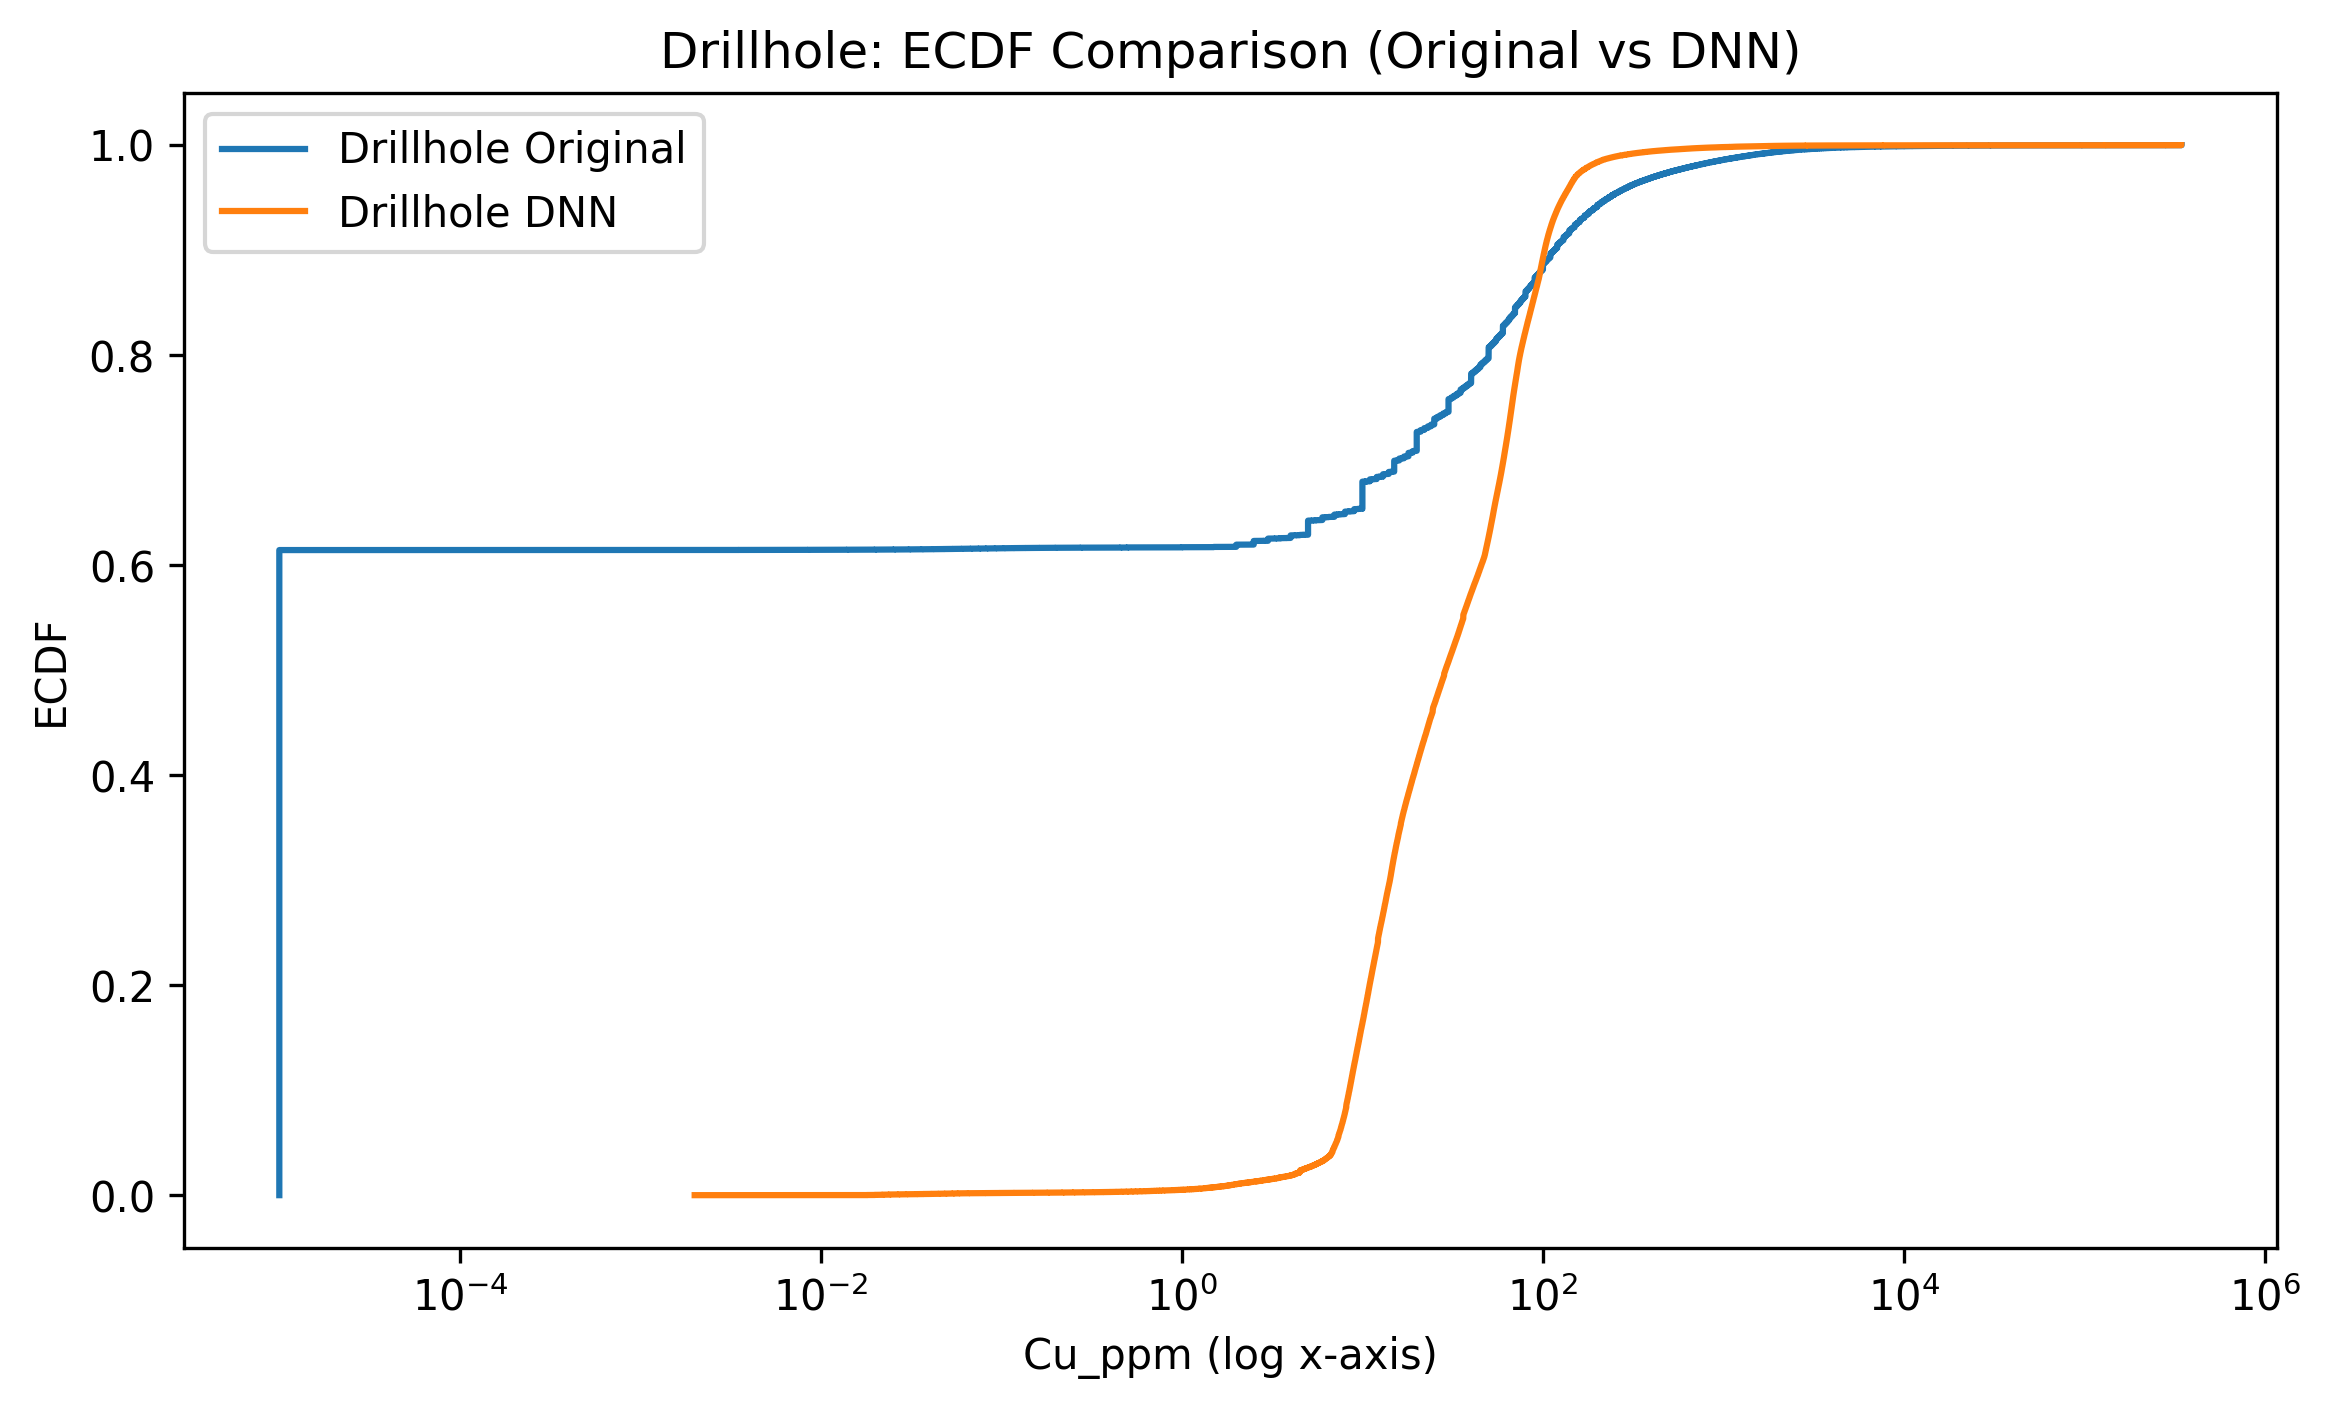 Drillhole: ECDF Comparison (Original vs DNN)
Drillhole Original
Drillhole DNN
ECDF
1.0
0.8
0.6
0.4
0.2
0.0
10⁻⁴ 10⁻² 10⁰ 10² 10⁴ 10⁶
Cu_ppm (log x-axis)